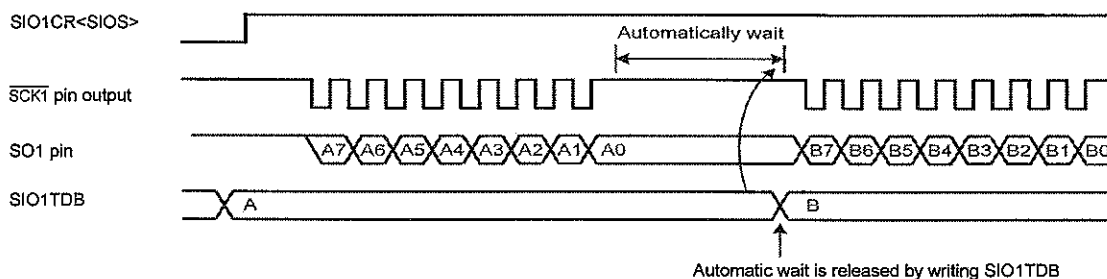 SIO1CR<SIOS>
Automatically wait
SCK1 pin output
SO1 pin A7 A6 A5 A4 A3 A2 A1 A0 B7 B6 B5 B4 B3 B2 B1 B0
SIO1TDB A B
Automatic wait is released by writing SIO1TDB